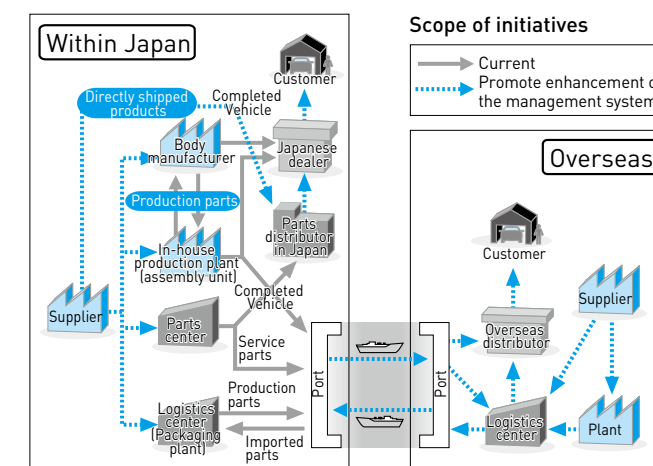 Scope of initiatives
Current
Promote enhancement
the management system
Within Japan
Customer
Directly shipped
products
Completed
Vehicle
Body
manufacturer
Japanese
dealer
Production parts
Parts
distributor
in Japan
In-house
production plant
(assembly unit)
Completed
Vehicle
Supplier
Parts
center
Service
parts
Port
Port
Production
parts
Logistics
center
(Packaging
plant)
Imported
parts
Overseas
Customer
Supplier
Overseas
distributor
Logistics
center
Plant